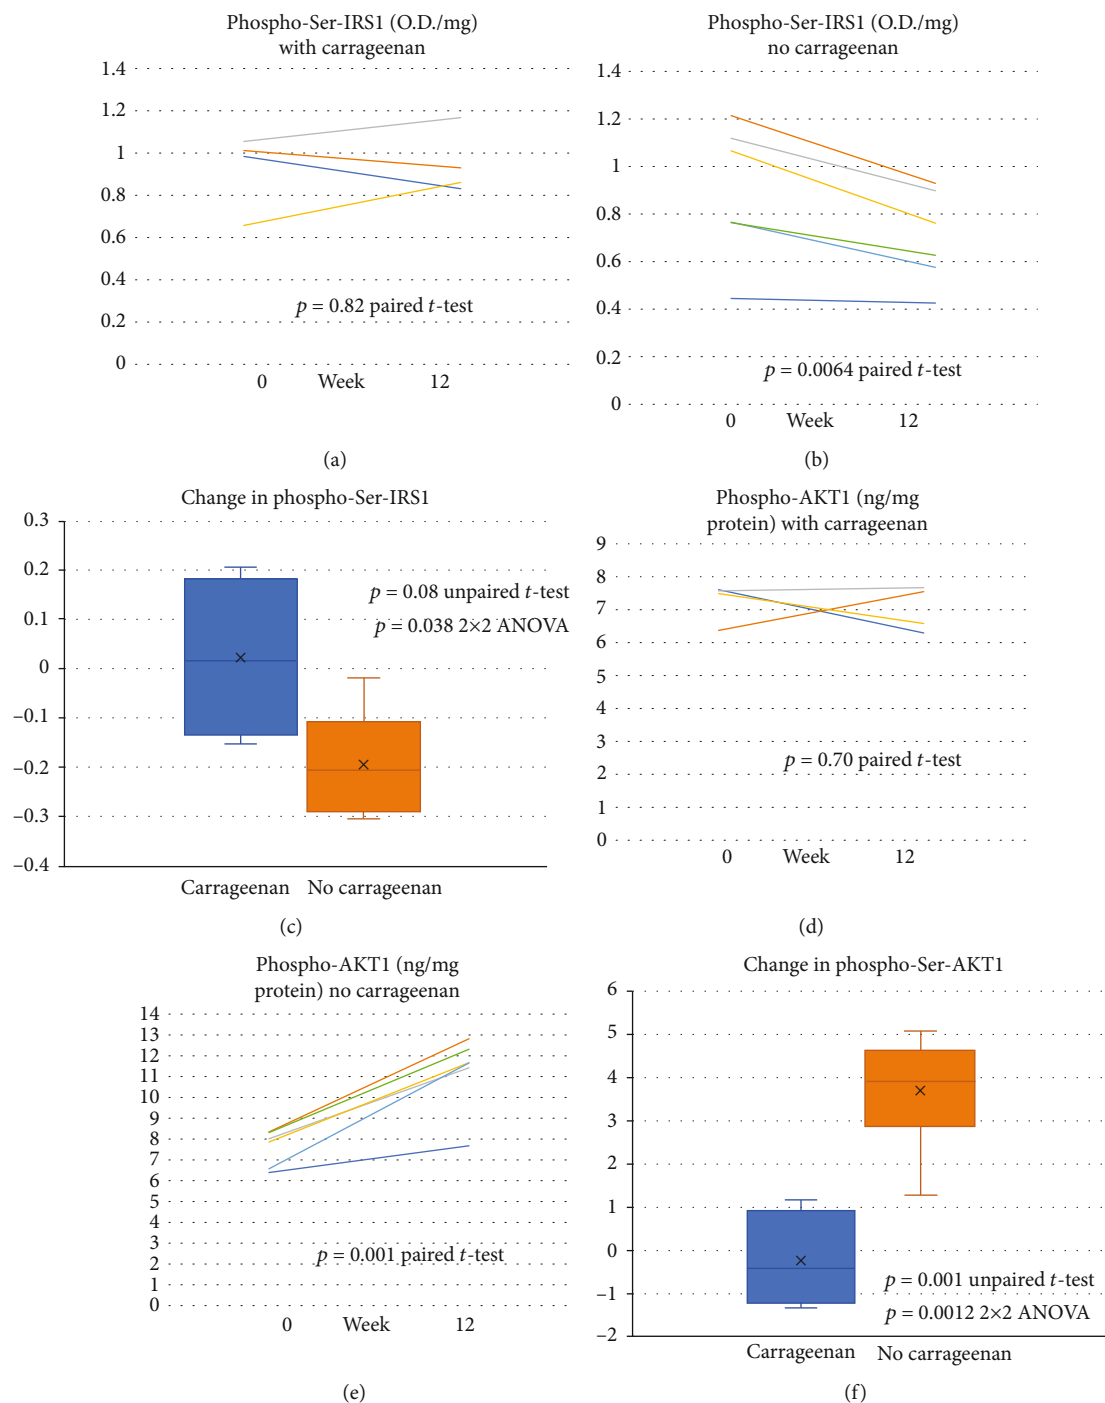 Phospho-Ser-IRS1 (O.D./mg)
with carrageenan
1.4
1.2
1
0.8
0.6
0.4
0.2
0
p = 0.82 paired t-test
0 Week 12
(a)
Phospho-Ser-IRS1 (O.D./mg)
no carrageenan
1.4
1.2
1
0.8
0.6
0.4
0.2
0
p = 0.0064 paired t-test
0 Week 12
(b)
Change in phospho-Ser-IRS1
0.3
0.2
0.1
0
−0.1
−0.2
−0.3
−0.4
p = 0.08 unpaired t-test
p = 0.038 2×2 ANOVA
Carrageenan No carrageenan
(c)
Phospho-AKT1 (ng/mg
protein) with carrageenan
9
8
7
6
5
4
3
2
1
0
p = 0.70 paired t-test
0 Week 12
(d)
Phospho-AKT1 (ng/mg
protein) no carrageenan
14
13
12
11
10
9
8
7
6
5
4
3
2
1
0
p = 0.001 paired t-test
0 Week 12
(e)
Change in phospho-Ser-AKT1
6
5
4
3
2
1
0
−1
−2
p = 0.001 unpaired t-test
p = 0.0012 2×2 ANOVA
Carrageenan No carrageenan
(f)